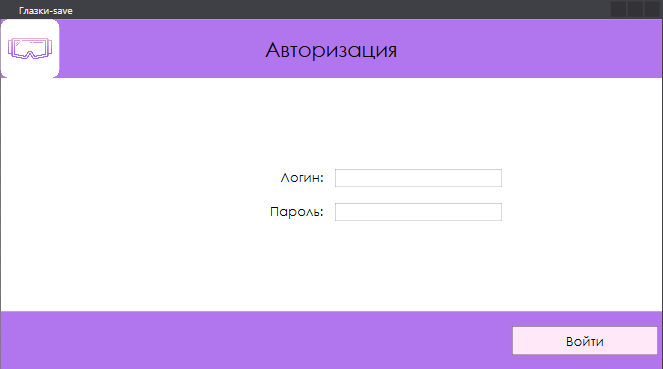 Глазки-save
Авторизация
Логин:
Пароль:
Войти